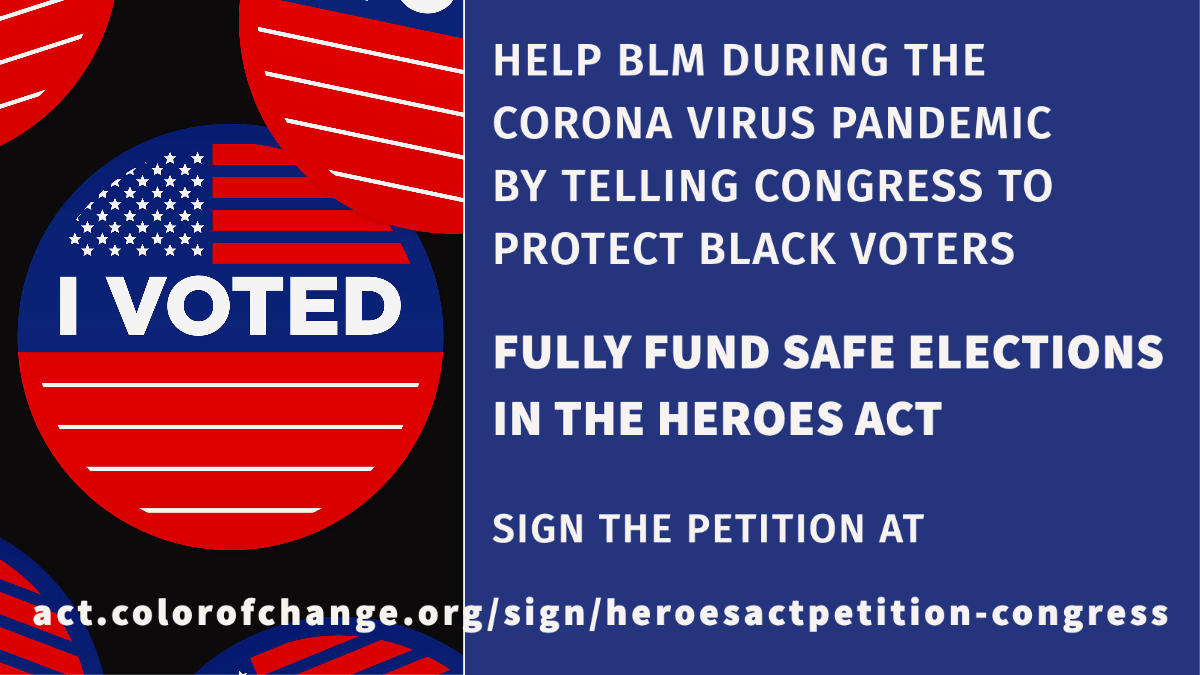 I VOTED
HELP BLM DURING THE
CORONA VIRUS PANDEMIC
BY TELLING CONGRESS TO
PROTECT BLACK VOTERS
FULLY FUND SAFE ELECTIONS
IN THE HEROES ACT
SIGN THE PETITION AT
act.colorofchange.org/sign/heroesactpetition-congress